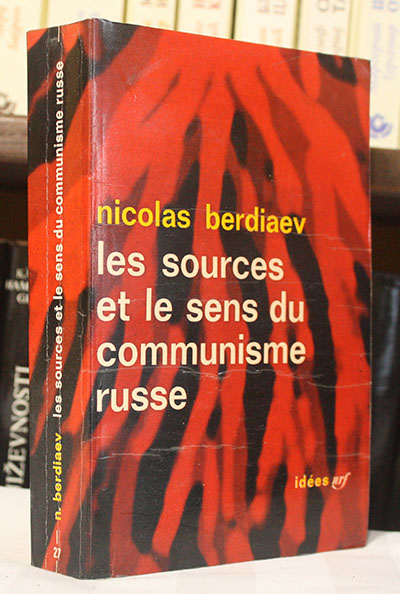 nicolas berdiaev
les sources
et le sens du
communisme
russe
idées nrf
n. berdiaev les sources et le sens du communisme russe
27
IŽEVNOSTI